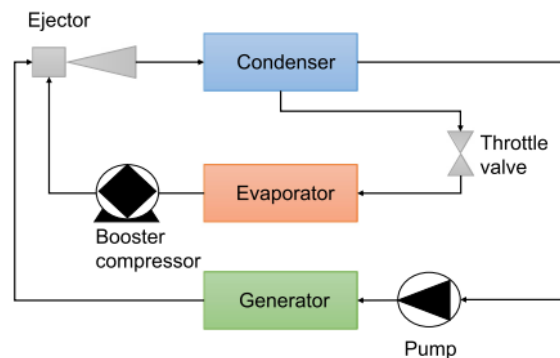 Ejector
Condenser
Throttle
valve
Evaporator
Booster
compressor
Generator
Pump